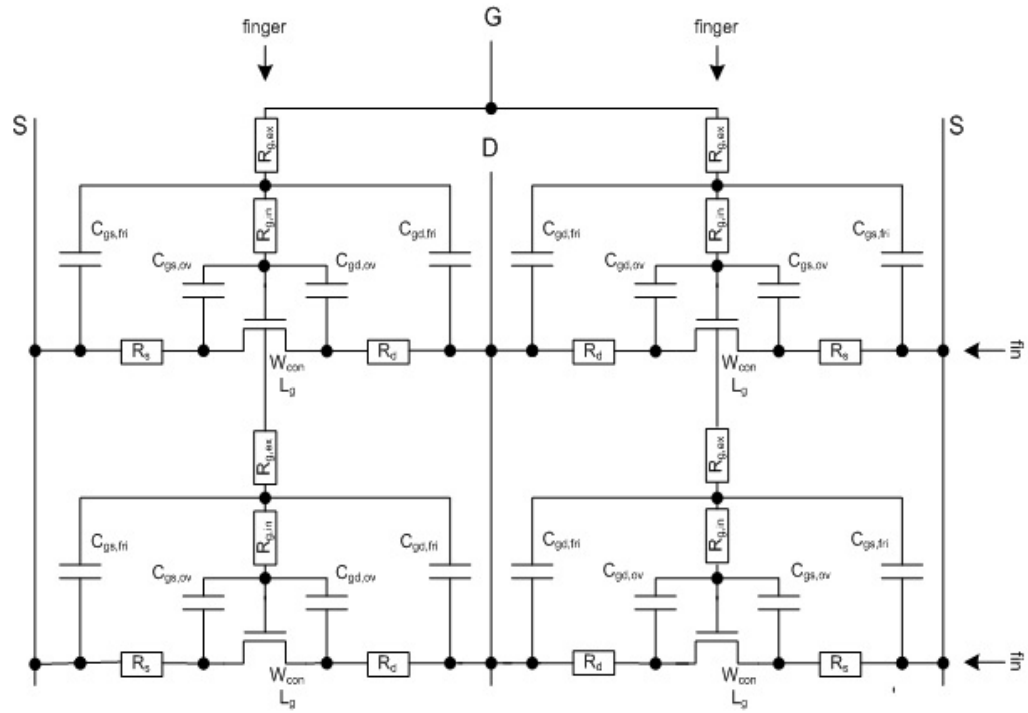 G
finger
finger
S
D
S
R_g,ex
R_g,ex
C_gs,fri
R_g,in
C_gd,fri
C_gd,fri
R_g,in
C_gs,fri
C_gs,ov
C_gd,ov
C_gd,ov
C_gs,ov
R_s
W_con
L_g
R_d
R_d
W_con
L_g
R_s
fin
R_g,ex
R_g,ex
C_gs,fri
R_g,in
C_gd,fri
C_gd,fri
R_g,in
C_gs,fri
C_gs,ov
C_gd,ov
C_gd,ov
C_gs,ov
R_s
W_con
L_g
R_d
R_d
W_con
L_g
R_s
fin